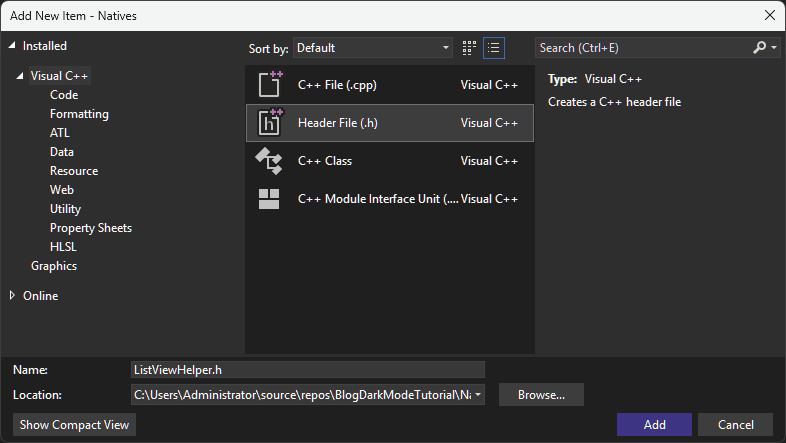 Add New Item - Natives
Installed
Sort by: Default
Search (Ctrl+E)
Visual C++
Code
Formatting
ATL
Data
Resource
Web
Utility
Property Sheets
HLSL
Graphics
Online
C++ File (.cpp) Visual C++
Header File (.h) Visual C++
C++ Class Visual C++
C++ Module Interface Unit (.... Visual C++
Type: Visual C++
Creates a C++ header file
Name: ListViewHelper.h
Location: C:\Users\Administrator\source\repos\BlogDarkModeTutorial\Na
Browse...
Show Compact View
Add
Cancel